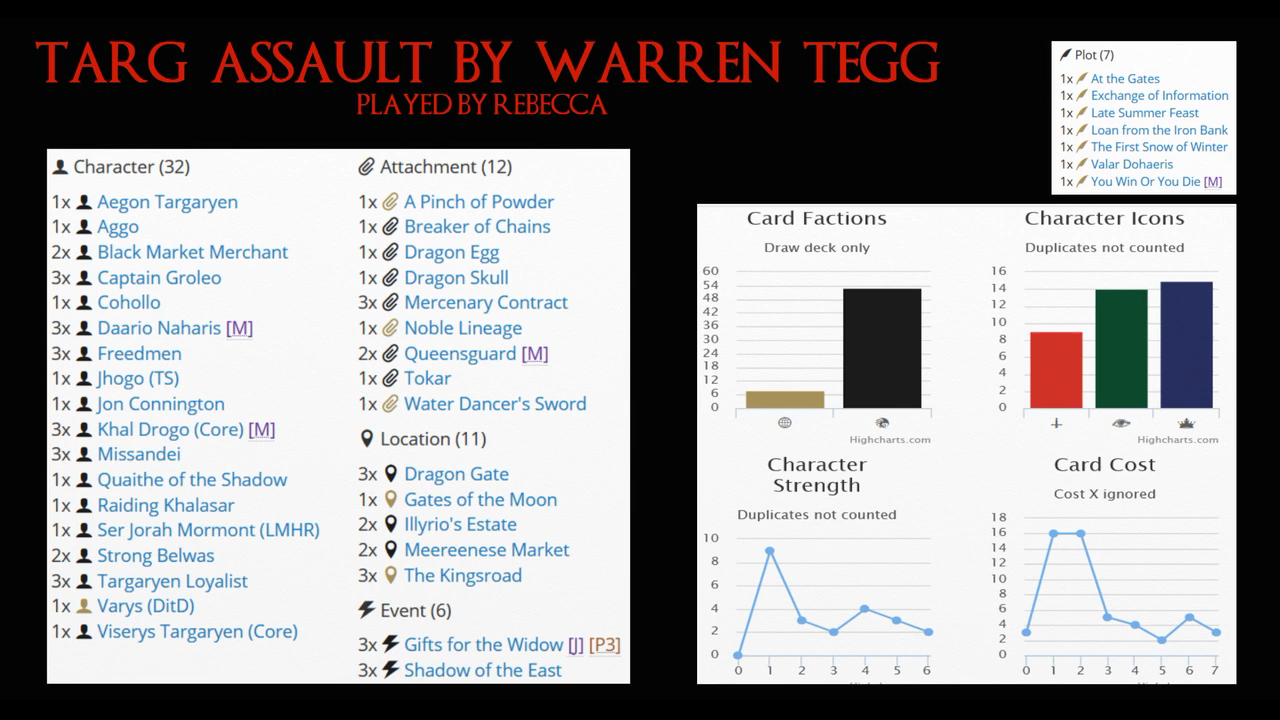 TARG ASSAULT BY WARREN TEGG
PLAYED BY REBECCA
Plot (7)
1x At the Gates
1x Exchange of Information
1x Late Summer Feast
1x Loan from the Iron Bank
1x The First Snow of Winter
1x Valar Dohaeris
1x You Win Or You Die [M]
Character (32)
1x Aegon Targaryen
1x Aggo
2x Black Market Merchant
3x Captain Groleo
1x Cohollo
3x Daario Naharis [M]
3x Freedmen
1x Jhogo (TS)
1x Jon Connington
3x Khal Drogo (Core) [M]
3x Missandei
1x Quaithe of the Shadow
1x Raiding Khalasar
1x Ser Jorah Mormont (LMHR)
2x Strong Belwas
3x Targaryen Loyalist
1x Varys (DitD)
1x Viserys Targaryen (Core)
Attachment (12)
1x A Pinch of Powder
1x Breaker of Chains
1x Dragon Egg
1x Dragon Skull
3x Mercenary Contract
1x Noble Lineage
2x Queensguard [M]
1x Tokar
1x Water Dancer's Sword
Location (11)
3x Dragon Gate
1x Gates of the Moon
2x Illyrio's Estate
2x Meereenese Market
3x The Kingsroad
Event (6)
3x Gifts for the Widow [J] [P3]
3x Shadow of the East
Card Factions
Draw deck only
60
54
48
42
36
30
24
18
12
6
0
Highcharts.com
Character Icons
Duplicates not counted
16
14
12
10
8
6
4
2
0
Highcharts.com
Character
Strength
Duplicates not counted
10
8
6
4
2
0
0 1 2 3 4 5 6
Card Cost
Cost X ignored
18
16
14
12
10
8
6
4
2
0
0 1 2 3 4 5 6 7